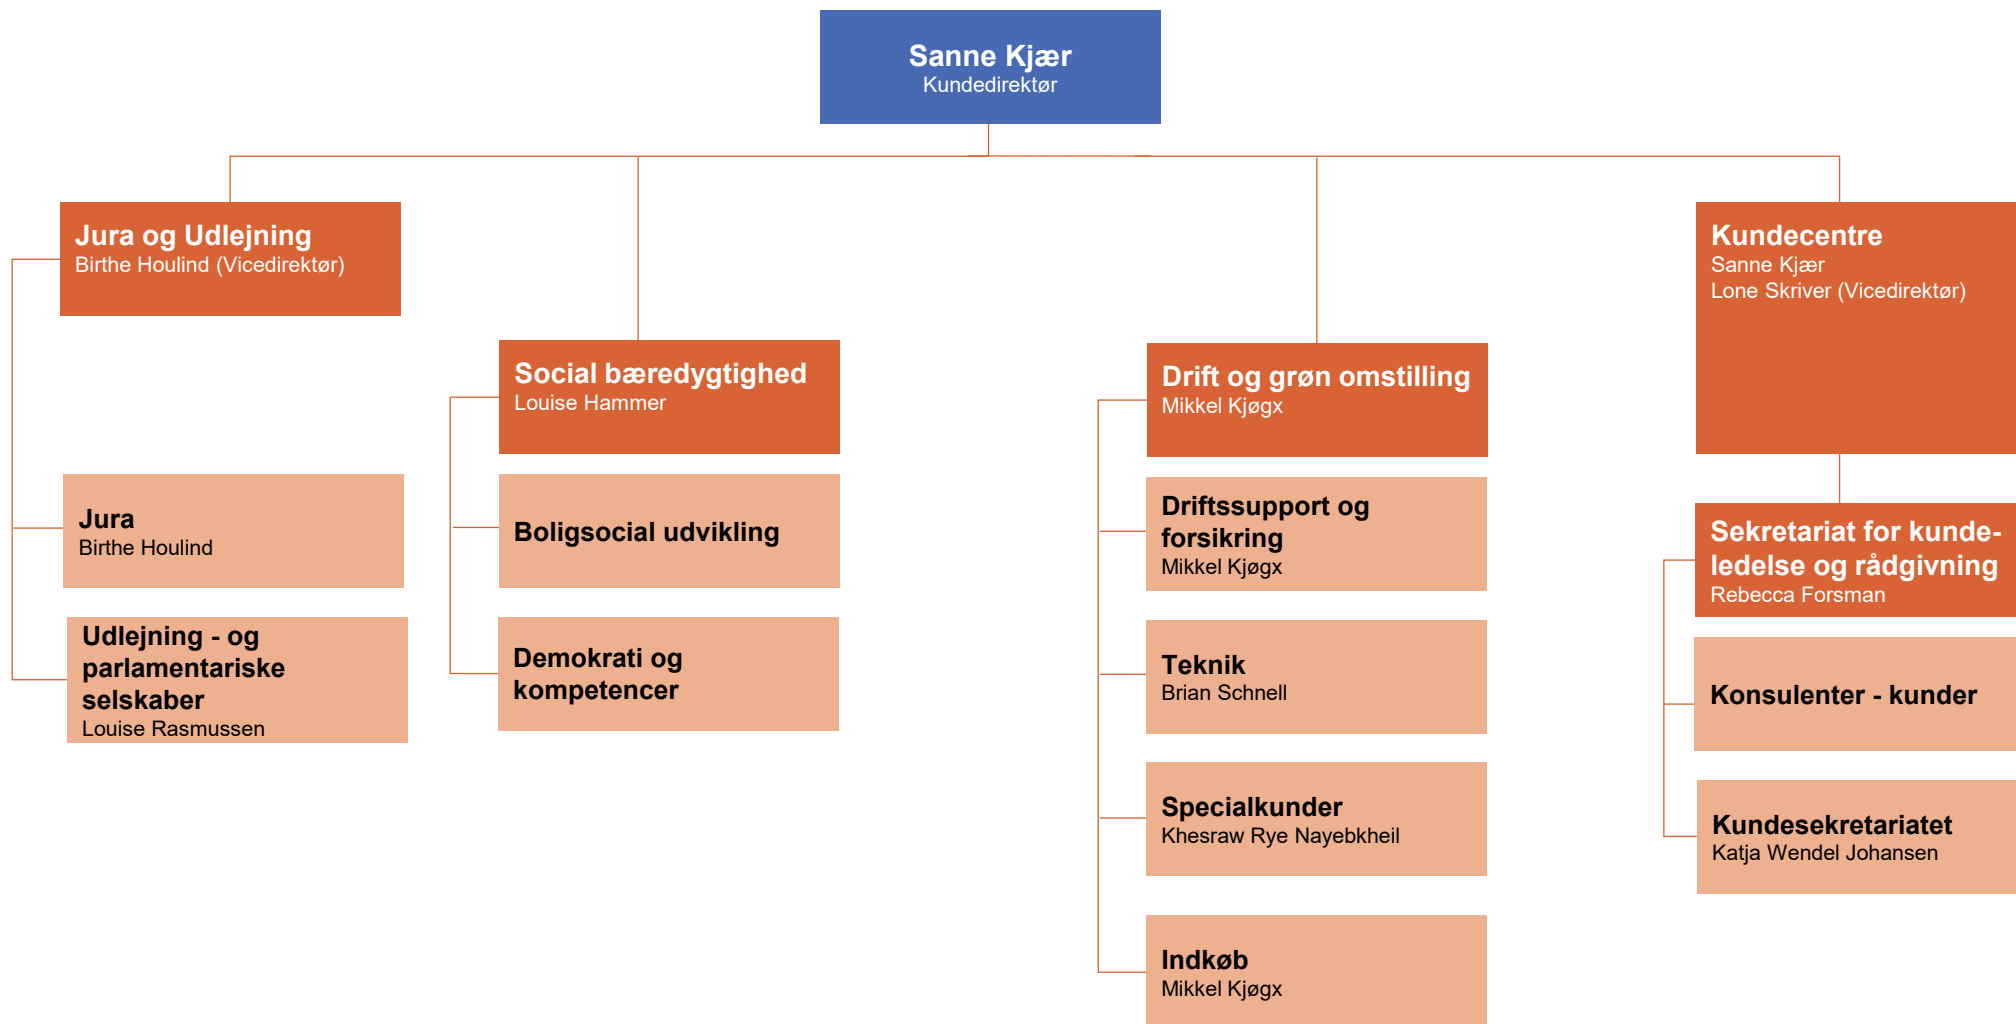 Sanne Kjær
Kundedirektør
Jura og Udlejning
Birthe Houlind (Vicedirektør)
Jura
Birthe Houlind
Udlejning - og
parlamentariske
selskaber
Louise Rasmussen
Social bæredygtighed
Louise Hammer
Boligsocial udvikling
Demokrati og
kompetencer
Drift og grøn omstilling
Mikkel Kjøgx
Driftssupport og
forsikring
Mikkel Kjøgx
Teknik
Brian Schnell
Specialkunder
Khesraw Rye Nayebkheil
Indkøb
Mikkel Kjøgx
Kundecentre
Sanne Kjær
Lone Skriver (Vicedirektør)
Sekretariat for kunde-
ledelse og rådgivning
Rebecca Forsman
Konsulenter - kunder
Kundesekretariatet
Katja Wendel Johansen